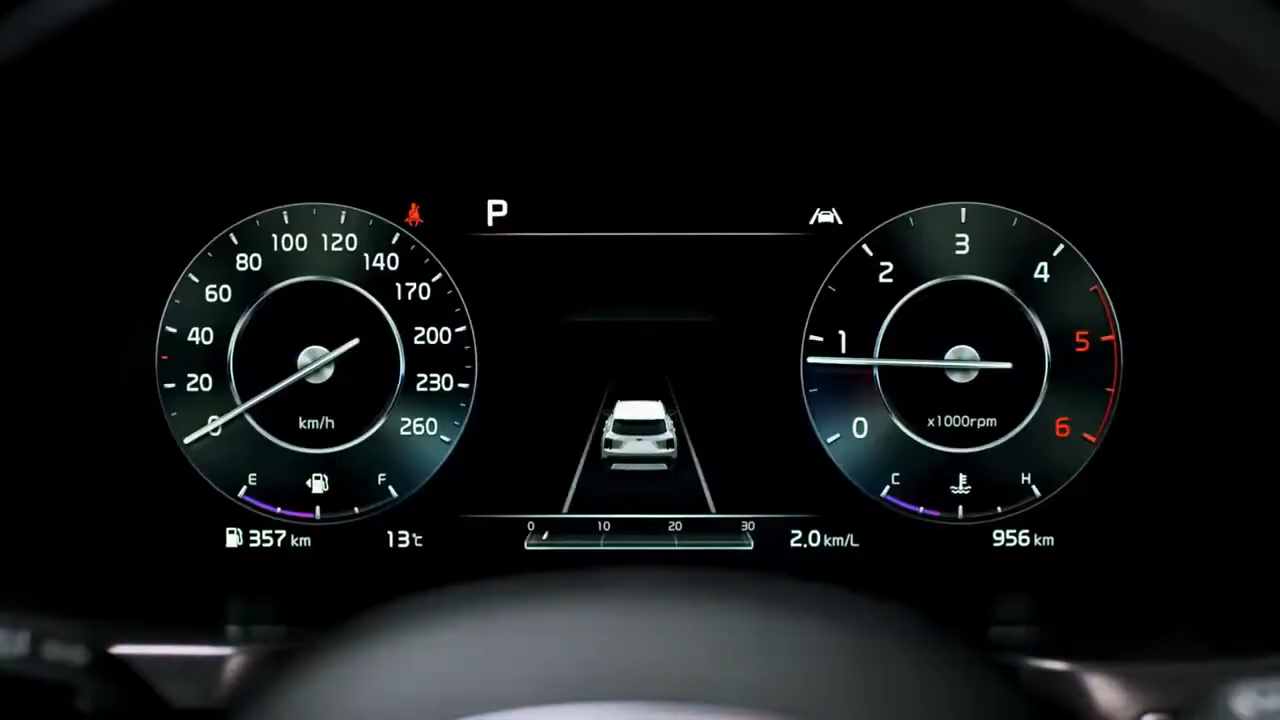 P
100 120
80 140
60 170
40 200
20 230
0 260
km/h
E F
357 km 13℃
0 10 20 30
2.0 km/L
3
2 4
1 5
0 6
x1000rpm
C H
956 km